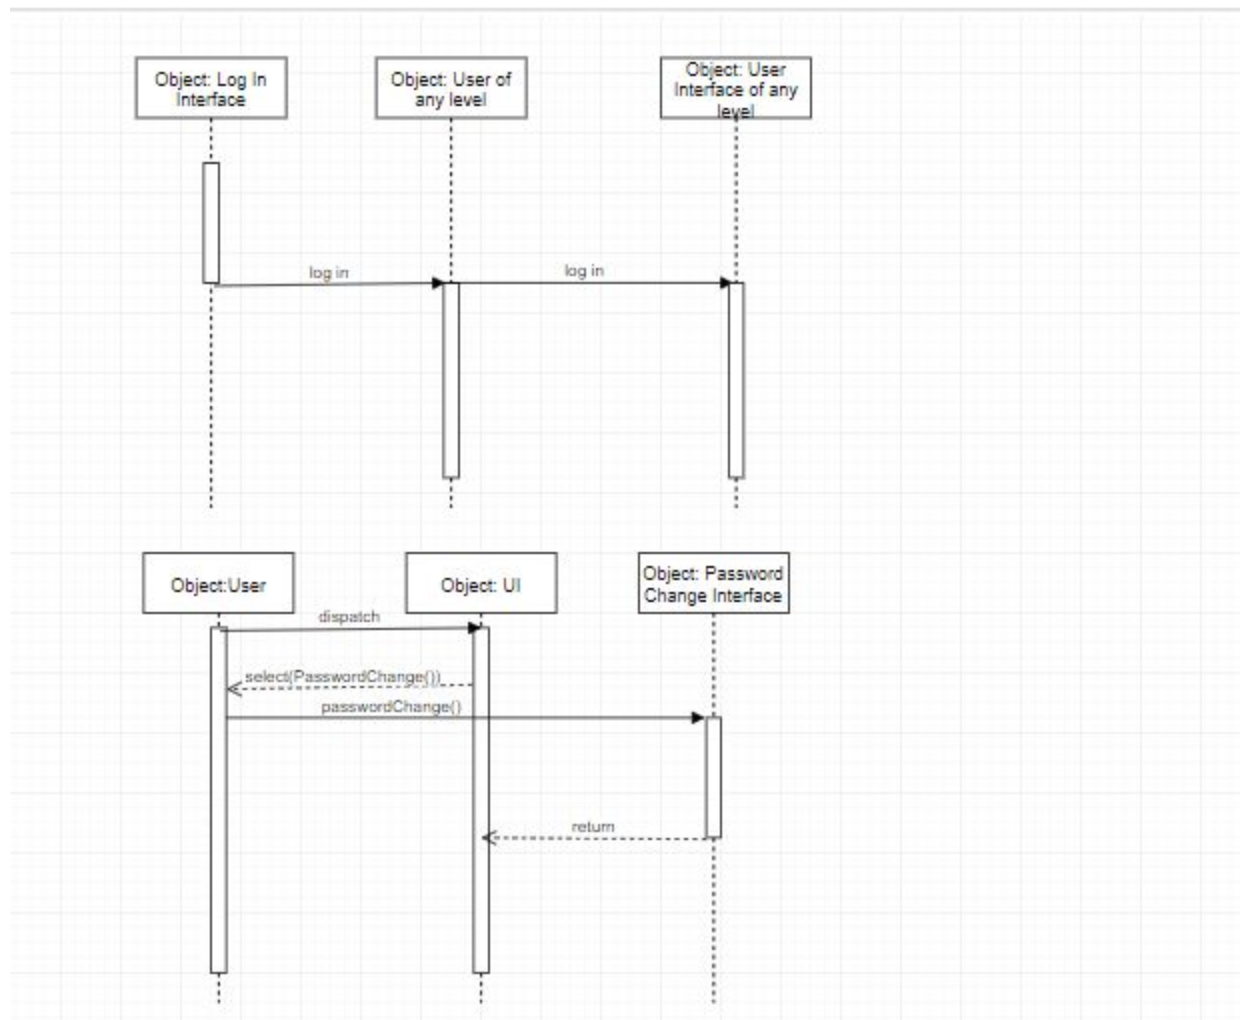 Object: Log In
Interface
Object: User of
any level
Object: User
Interface of any
level
log in
log in
Object:User
Object: UI
Object: Password
Change Interface
dispatch
select(PasswordChange())
passwordChange()
return